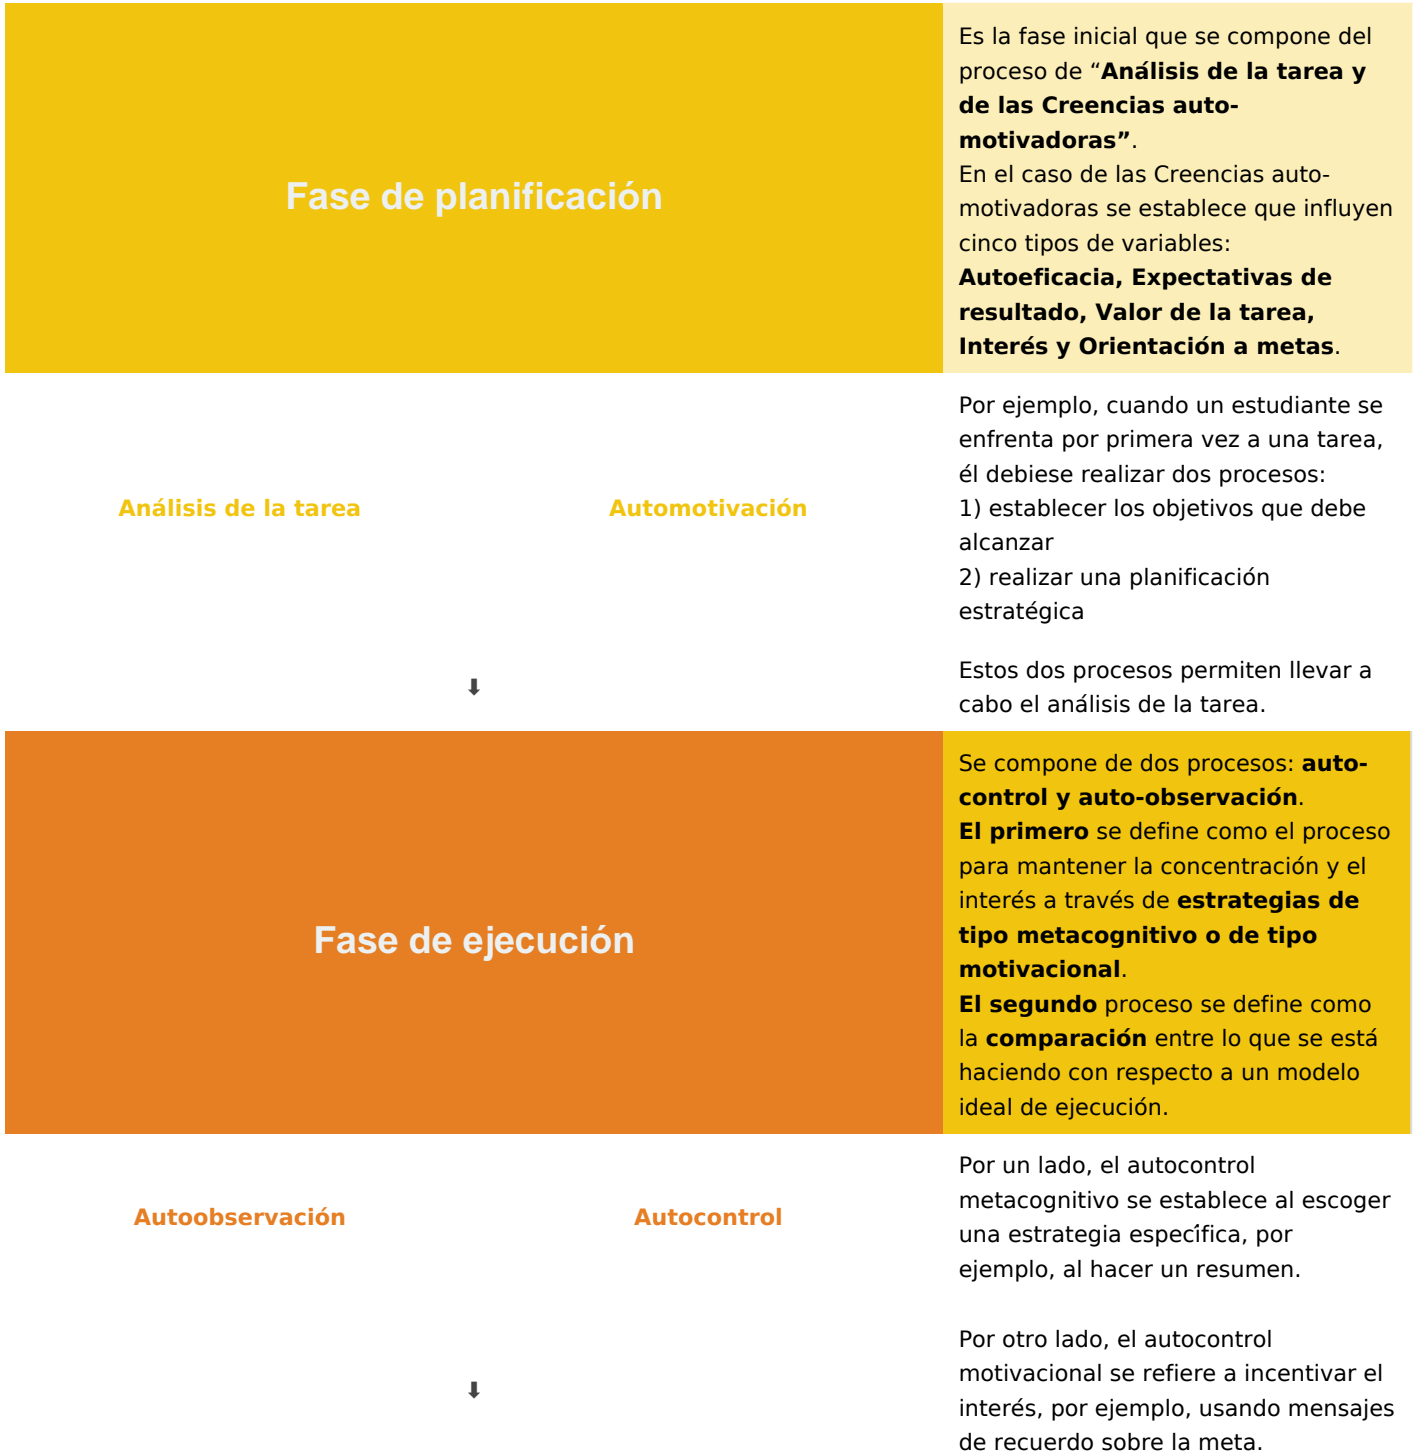 Fase de planificación
Es la fase inicial que se compone del
proceso de “Análisis de la tarea y
de las Creencias auto-
motivadoras”.
En el caso de las Creencias auto-
motivadoras se establece que influyen
cinco tipos de variables:
Autoeficacia, Expectativas de
resultado, Valor de la tarea,
Interés y Orientación a metas.
Análisis de la tarea
Automotivación
Por ejemplo, cuando un estudiante se
enfrenta por primera vez a una tarea,
él debiese realizar dos procesos:
1) establecer los objetivos que debe
alcanzar
2) realizar una planificación
estratégica
⬇
Estos dos procesos permiten llevar a
cabo el análisis de la tarea.
Fase de ejecución
Se compone de dos procesos: auto-
control y auto-observación.
El primero se define como el proceso
para mantener la concentración y el
interés a través de estrategias de
tipo metacognitivo o de tipo
motivacional.
El segundo proceso se define como
la comparación entre lo que se está
haciendo con respecto a un modelo
ideal de ejecución.
Autoobservación
Autocontrol
Por un lado, el autocontrol
metacognitivo se establece al escoger
una estrategia específica, por
ejemplo, al hacer un resumen.
⬇
Por otro lado, el autocontrol
motivacional se refiere a incentivar el
interés, por ejemplo, usando mensajes
de recuerdo sobre la meta.